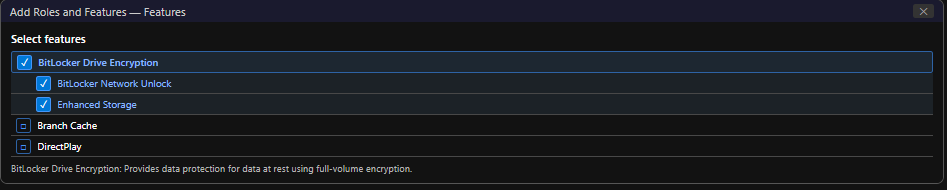 Add Roles and Features — Features
Select features
BitLocker Drive Encryption
BitLocker Network Unlock
Enhanced Storage
Branch Cache
DirectPlay
BitLocker Drive Encryption: Provides data protection for data at rest using full-volume encryption.